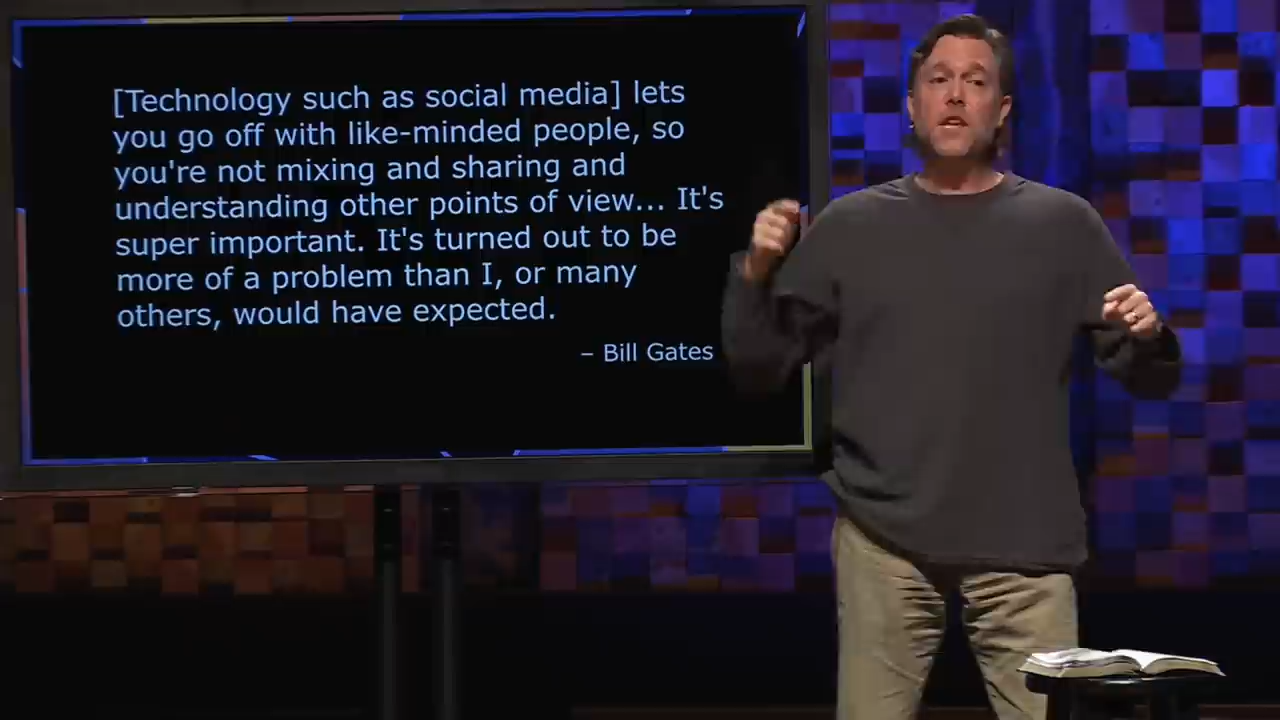 [Technology such as social media] lets
you go off with like-minded people, so
you're not mixing and sharing and
understanding other points of view... It's
super important. It's turned out to be
more of a problem than I, or many
others, would have expected.
– Bill Gates